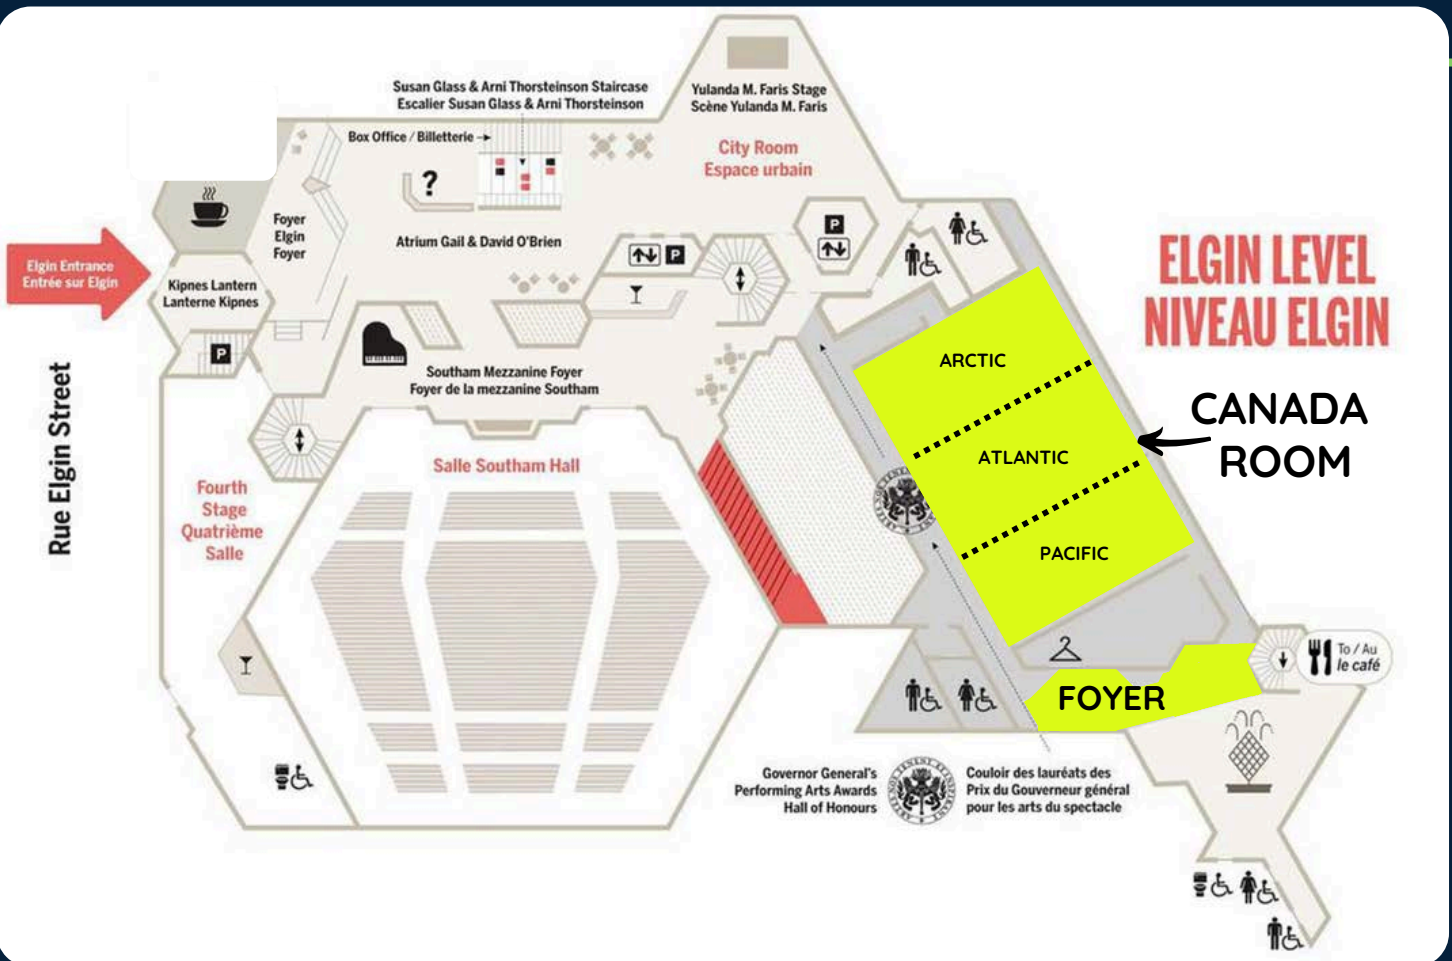 Susan Glass & Arni Thorsteinson Staircase
Escalier Susan Glass & Arni Thorsteinson
Box Office / Billetterie
Yulanda M. Faris Stage
Scène Yulanda M. Faris
City Room
Espace urbain
?
P
P
Foyer
Elgin
Foyer
Atrium Gail & David O'Brien
Elgin Entrance
Entrée sur Elgin
Kipnes Lantern
Lanterne Kipnes
P
ELGIN LEVEL
NIVEAU ELGIN
Rue Elgin Street
Southam Mezzanine Foyer
Foyer de la mezzanine Southam
ARCTIC
CANADA
ROOM
ATLANTIC
PACIFIC
Salle Southam Hall
Fourth
Stage
Quatrième
Salle
To / Au
le café
FOYER
Governor General's
Performing Arts Awards
Hall of Honours
Couloir des lauréats des
Prix du Gouverneur général
pour les arts du spectacle